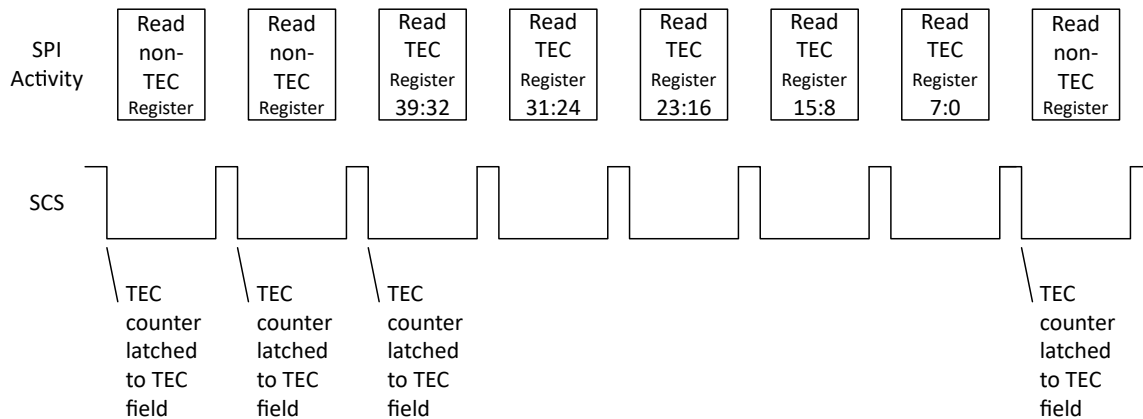 SPI
Activity
Read
non-
TEC
Register
Read
non-
TEC
Register
Read
TEC
Register
39:32
Read
TEC
Register
31:24
Read
TEC
Register
23:16
Read
TEC
Register
15:8
Read
TEC
Register
7:0
Read
non-
TEC
Register
SCS
TEC
counter
latched
to TEC
field
TEC
counter
latched
to TEC
field
TEC
counter
latched
to TEC
field
TEC
counter
latched
to TEC
field